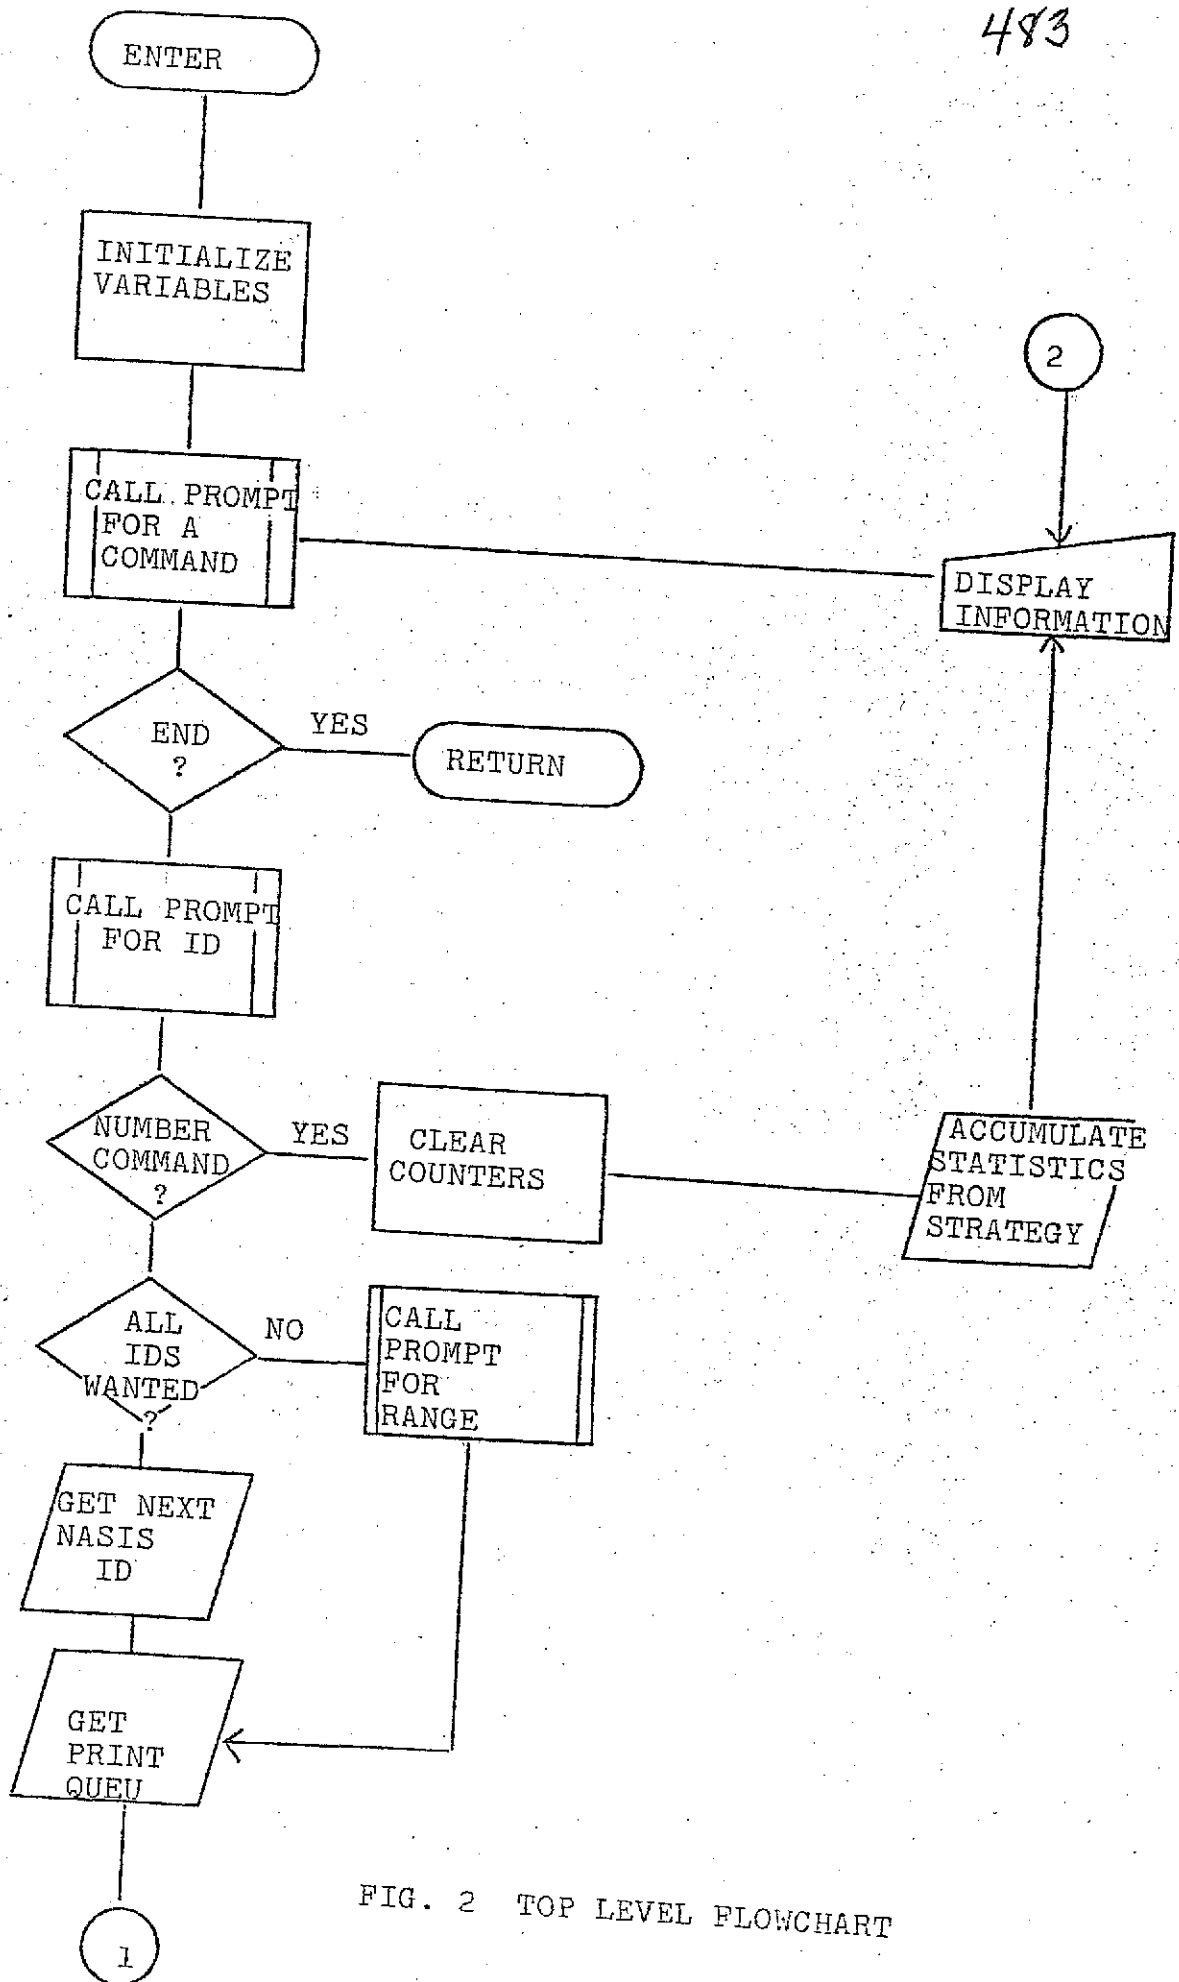 483
ENTER
INITIALIZE
VARIABLES
2
CALL PROMPT
FOR A
COMMAND
DISPLAY
INFORMATION
END
?
YES
RETURN
CALL PROMPT
FOR ID
NUMBER
COMMAND
?
YES
CLEAR
COUNTERS
ACCUMULATE
STATISTICS
FROM
STRATEGY
ALL
IDS
WANTED
?
NO
CALL
PROMPT
FOR
RANGE
GET NEXT
NASIS
ID
GET
PRINT
QUEU
1
FIG. 2 TOP LEVEL FLOWCHART